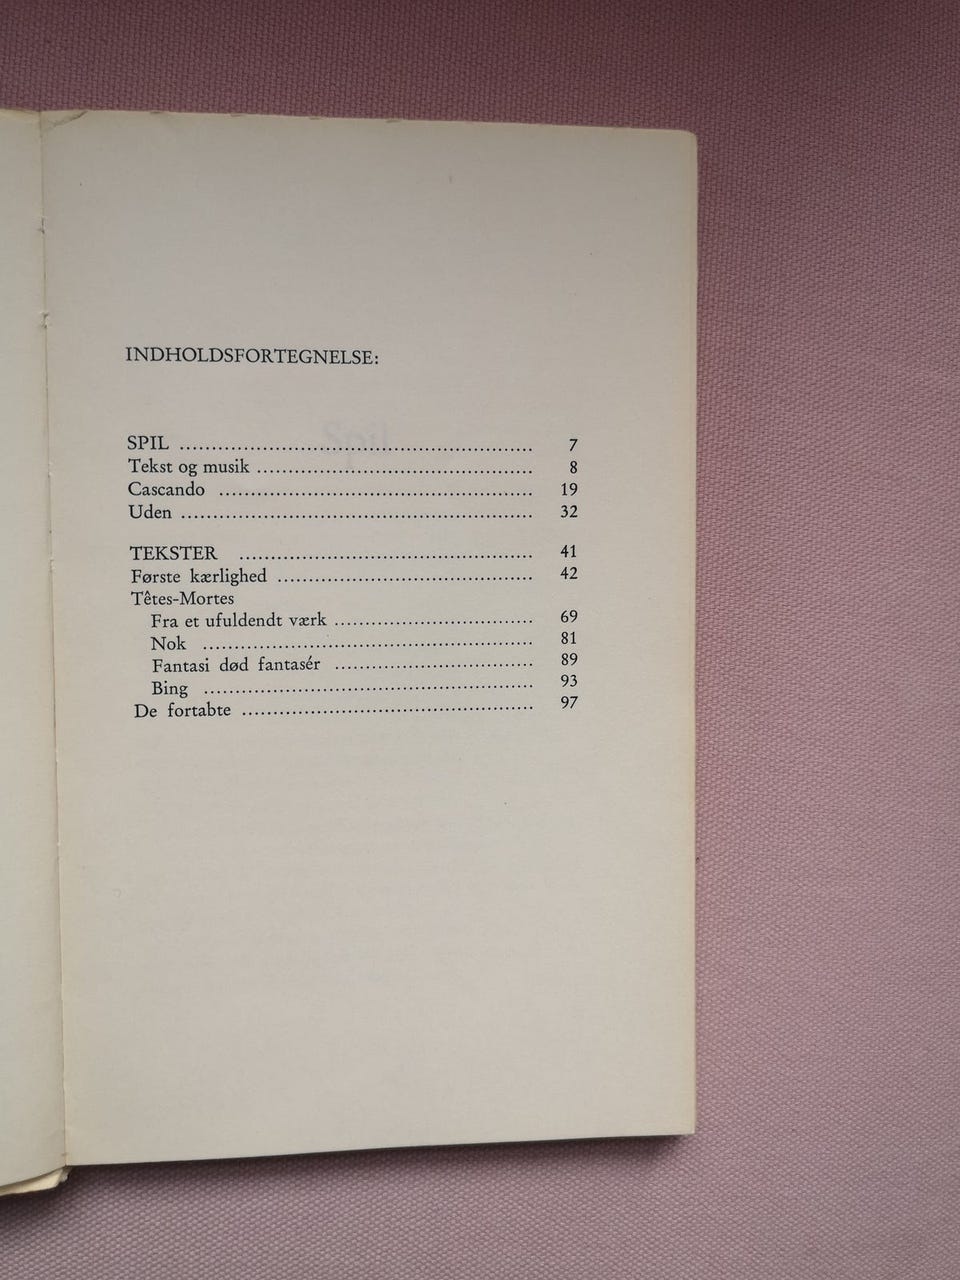 INDHOLDSFORTEGNELSE:
SPIL ........................................................ 7
Tekst og musik ............................................ 8
Cascando .................................................. 19
Uden ........................................................ 32
TEKSTER ............................................... 41
Første kærlighed ......................................... 42
Têtes-Mortes
Fra et ufuldendt værk ................................ 69
Nok ..................................................... 81
Fantasi død fantasér ................................ 89
Bing ..................................................... 93
De fortabte .............................................. 97
Spil